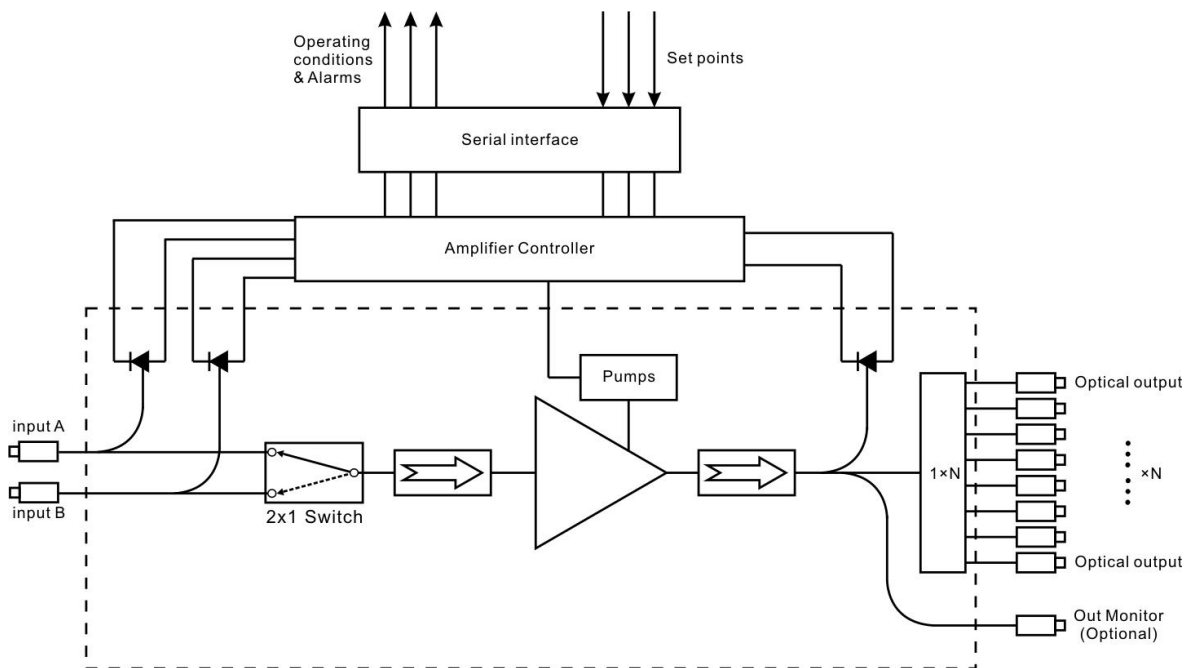 Operating
conditions
& Alarms
Set points
Serial interface
Amplifier Controller
Pumps
input A
input B
2x1 Switch
1×N
Optical output
×N
Optical output
Out Monitor
(Optional)